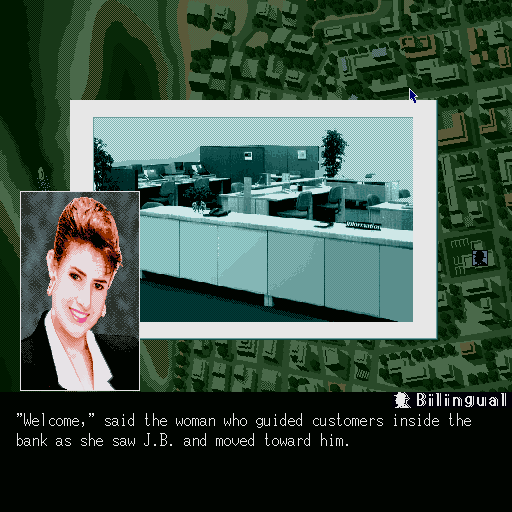 Information
Bilingual
"Welcome," said the woman who guided customers inside the
bank as she saw J.B. and moved toward him.